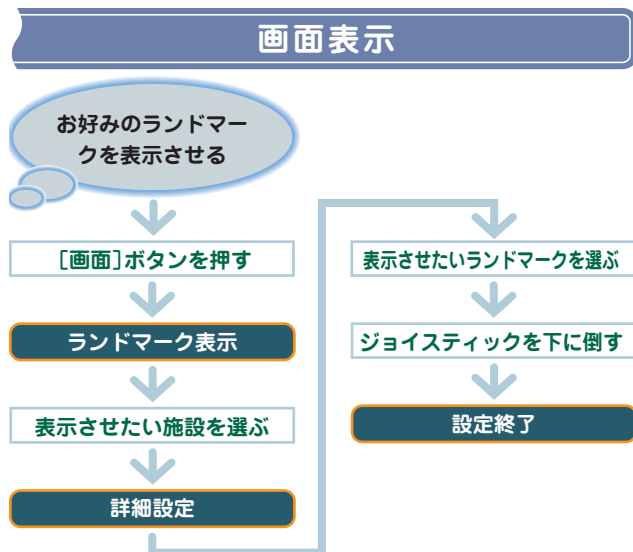 画面表示
お好みのランドマー
クを表示させる
［画面］ボタンを押す
ランドマーク表示
表示させたい施設を選ぶ
詳細設定
表示させたいランドマークを選ぶ
ジョイスティックを下に倒す
設定終了